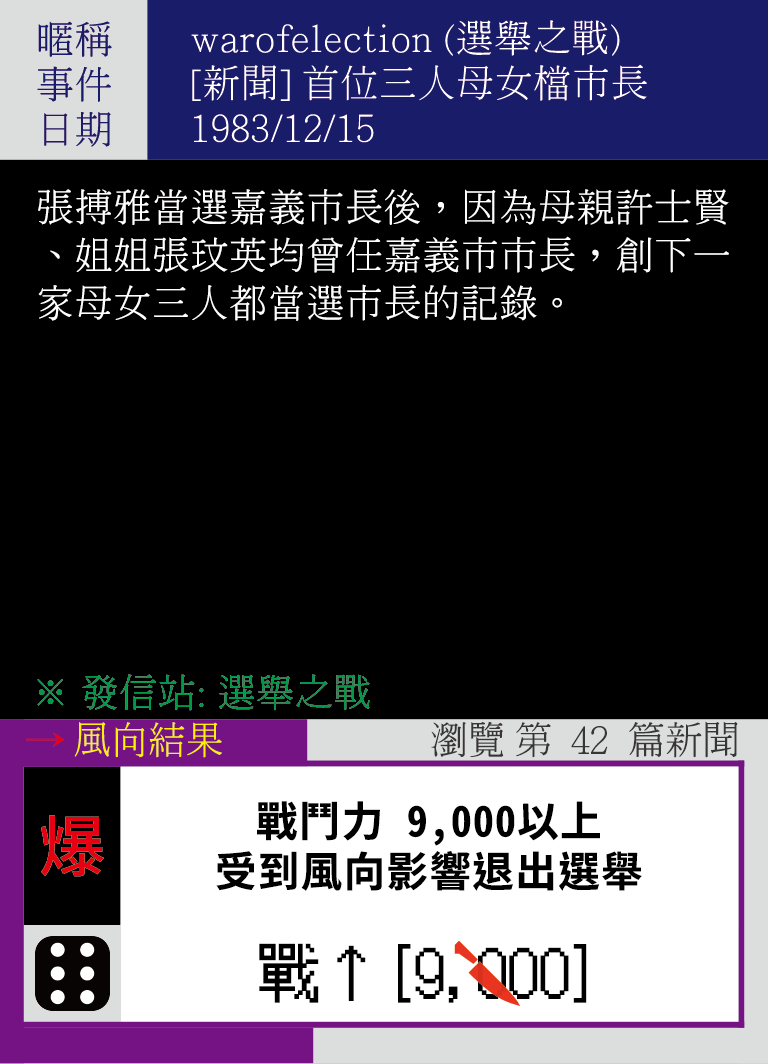 暱稱 warofelection (選舉之戰)
事件 [新聞] 首位三人母女檔市長
日期 1983/12/15
張搏雅當選嘉義市長後，因為母親許士賢
、姐姐張玟英均曾任嘉義市市長，創下一
家母女三人都當選市長的記錄。
※ 發信站: 選舉之戰
→ 風向結果 瀏覽 第 42 篇新聞
爆
戰鬥力 9,000以上
受到風向影響退出選舉
戰↑[9,000]